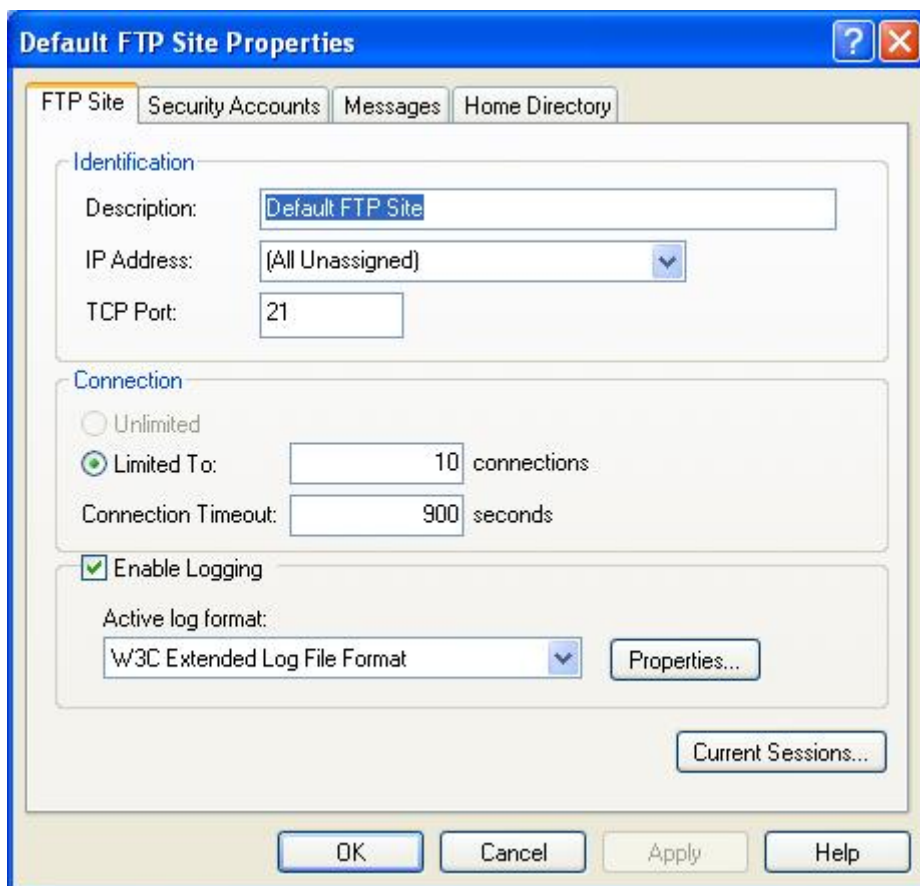 Default FTP Site Properties
FTP Site Security Accounts Messages Home Directory
Identification
Description: Default FTP Site
IP Address: (All Unassigned)
TCP Port: 21
Connection
Unlimited
Limited To: 10 connections
Connection Timeout: 900 seconds
Enable Logging
Active log format:
W3C Extended Log File Format Properties...
Current Sessions...
OK Cancel Apply Help